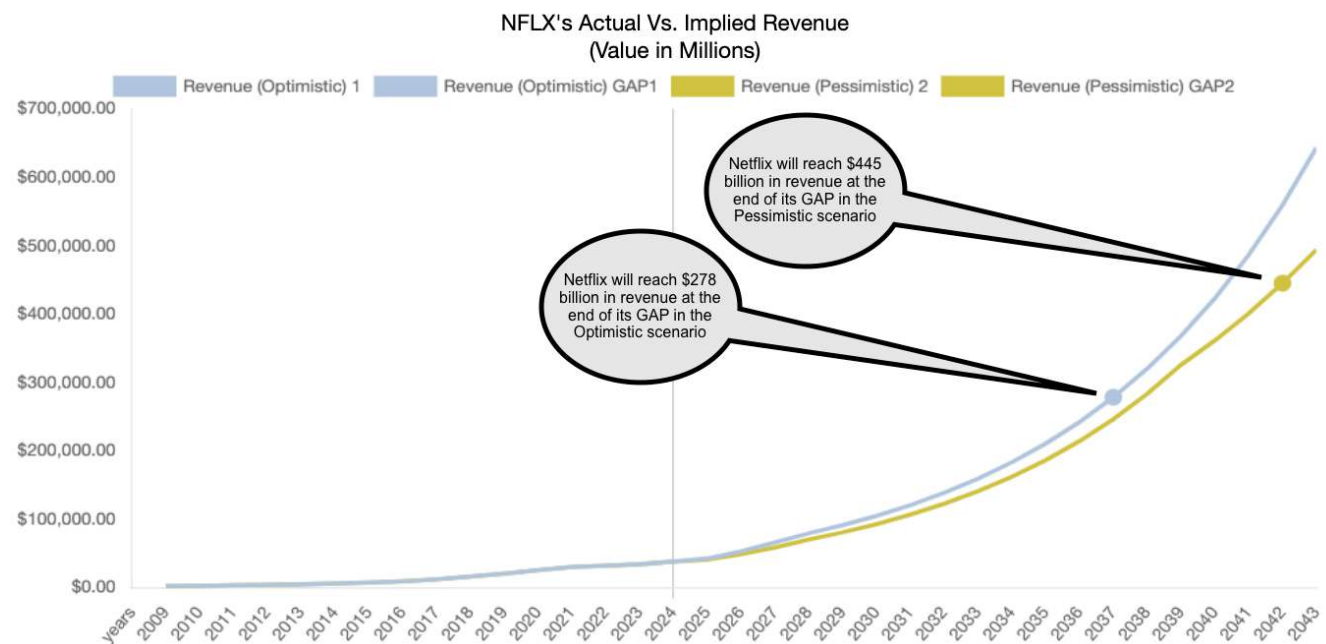 NFLX's Actual Vs. Implied Revenue
(Value in Millions)
Revenue (Optimistic) 1
Revenue (Optimistic) GAP1
Revenue (Pessimistic) 2
Revenue (Pessimistic) GAP2
$700,000.00
$600,000.00
$500,000.00
$400,000.00
$300,000.00
$200,000.00
$100,000.00
$0.00
Netflix will reach $445
billion in revenue at the
end of its GAP in the
Pessimistic scenario
Netflix will reach $278
billion in revenue at the
end of its GAP in the
Optimistic scenario
years
2009
2010
2011
2012
2013
2014
2015
2016
2017
2018
2019
2020
2021
2022
2023
2024
2025
2026
2027
2028
2029
2030
2031
2032
2033
2034
2035
2036
2037
2038
2039
2040
2041
2042
2043